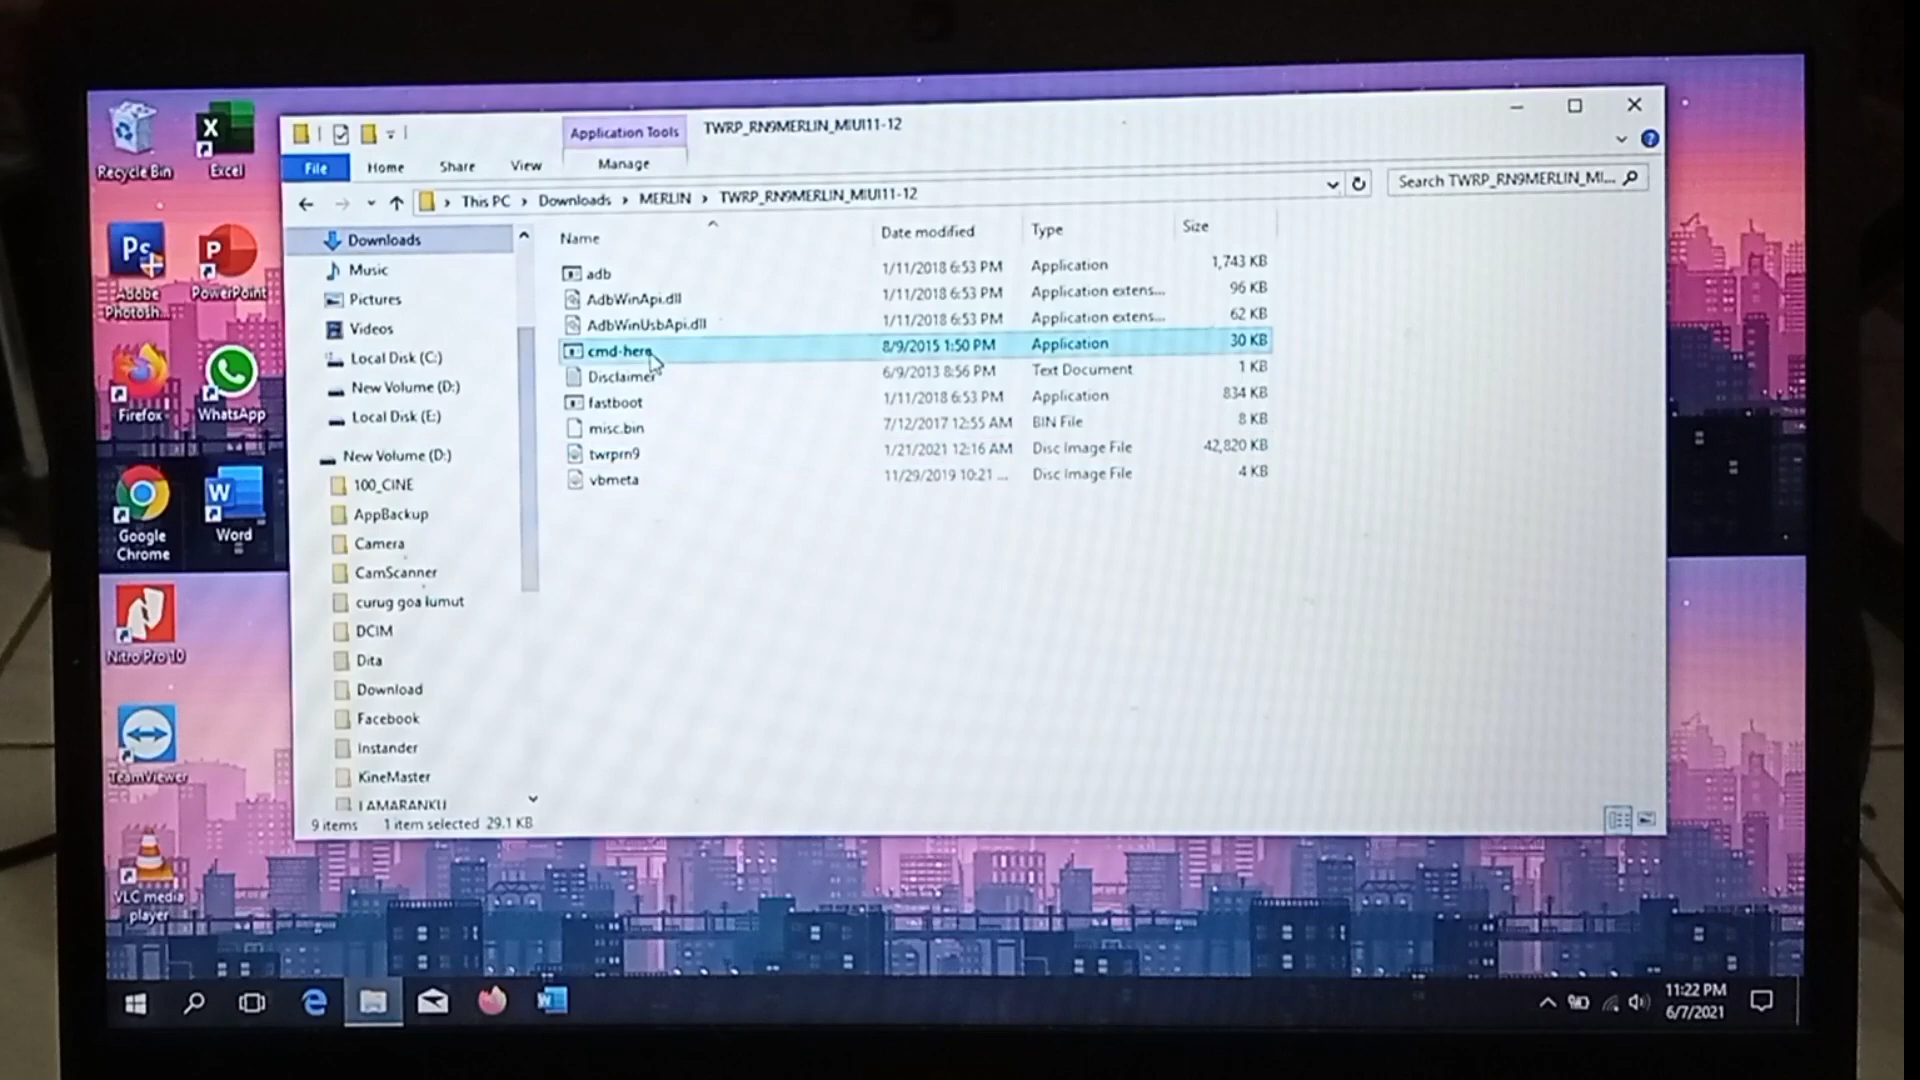 Recycle Bin
Excel
Adobe Photosh...
PowerPoint
Firefox
WhatsApp
Google Chrome
Word
Nitro Pro 10
TeamViewer
VLC media player
Application Tools
TWRP_RN9MERLIN_MIUI11-12
File
Home
Share
View
Manage
This PC > Downloads > MERLIN > TWRP_RN9MERLIN_MIUI11-12
Search TWRP_RN9MERLIN_MI...
Downloads
Music
Pictures
Videos
Local Disk (C:)
New Volume (D:)
Local Disk (E:)
New Volume (D:)
100_CINE
AppBackup
Camera
CamScanner
curug goa lumut
DCIM
Dita
Download
Facebook
Instander
KineMaster
LAMARANKU
Name Date modified Type Size
adb 1/11/2018 6:53 PM Application 1,743 KB
AdbWinApi.dll 1/11/2018 6:53 PM Application extens... 96 KB
AdbWinUsbApi.dll 1/11/2018 6:53 PM Application extens... 62 KB
cmd-here 8/9/2015 1:50 PM Application 30 KB
Disclaimer 6/9/2013 8:56 PM Text Document 1 KB
fastboot 1/11/2018 6:53 PM Application 834 KB
misc.bin 7/12/2017 12:55 AM BIN File 8 KB
twrprn9 1/21/2021 12:16 AM Disc Image File 42,820 KB
vbmeta 11/29/2019 10:21 ... Disc Image File 4 KB
9 items 1 item selected 29.1 KB
11:22 PM
6/7/2021